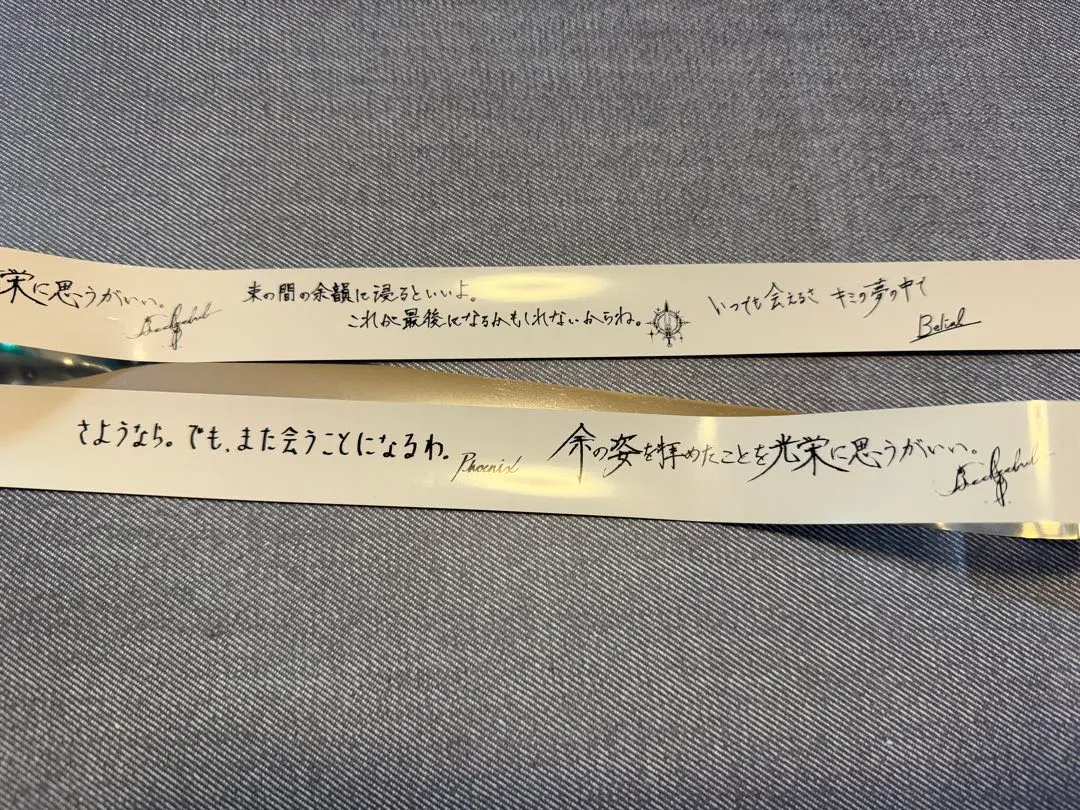 栄に思うがいい。
Beelzebub
束の間の余韻に浸るといいよ。
これが最後になるかもしれないからね。
いつでも会えるさ キミの夢の中で
Belial
さようなら。でも、また会うことになるわ。
Phoenix
余の姿を拝めたことを光栄に思うがいい。
Beelzebub